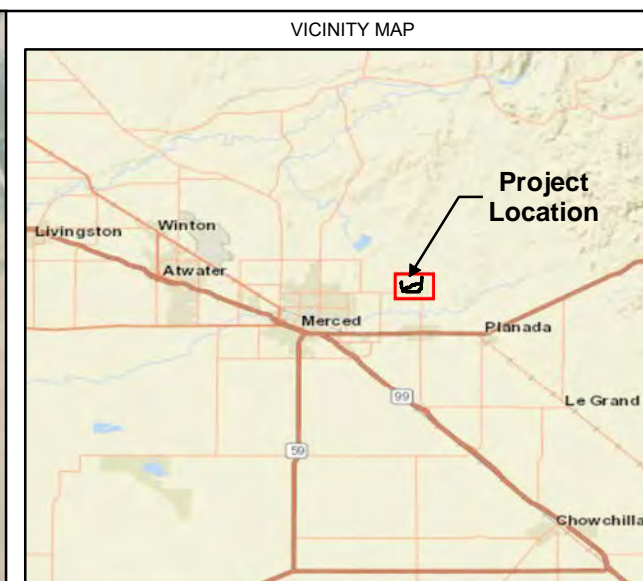 VICINITY MAP
Project
Location
Livingston
Winton
Atwater
Merced
Planada
Le Grand
99
59
Chowchilla